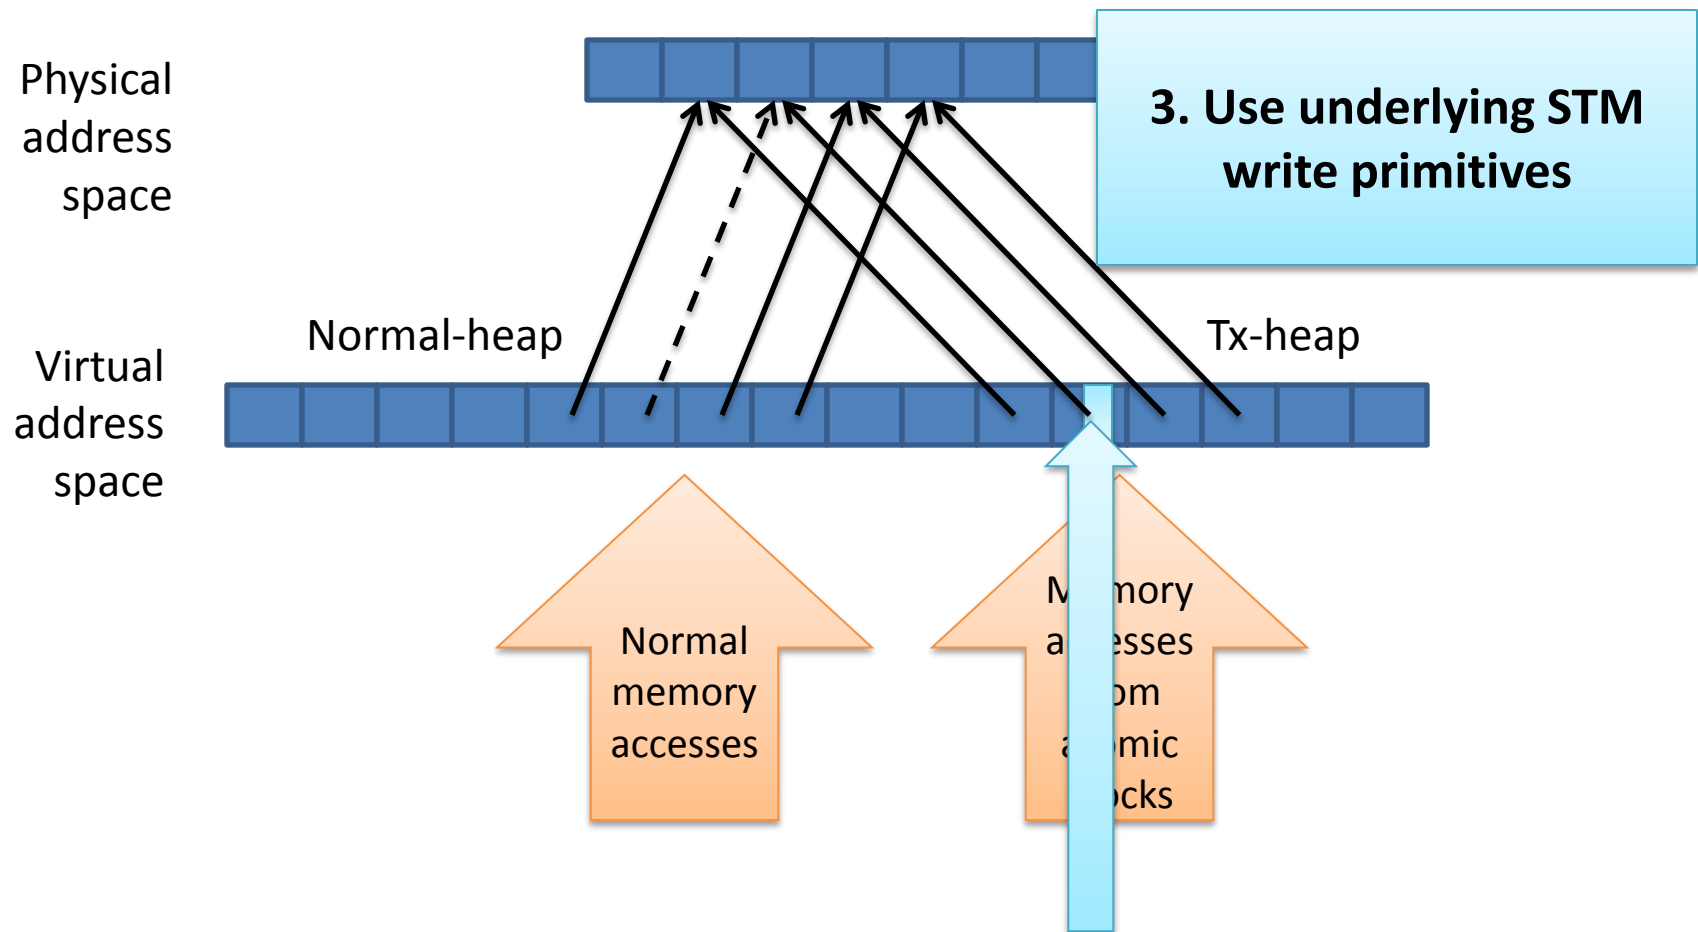 Physical
address
space
3. Use underlying STM
write primitives
Normal-heap
Tx-heap
Virtual
address
space
Normal
memory
accesses